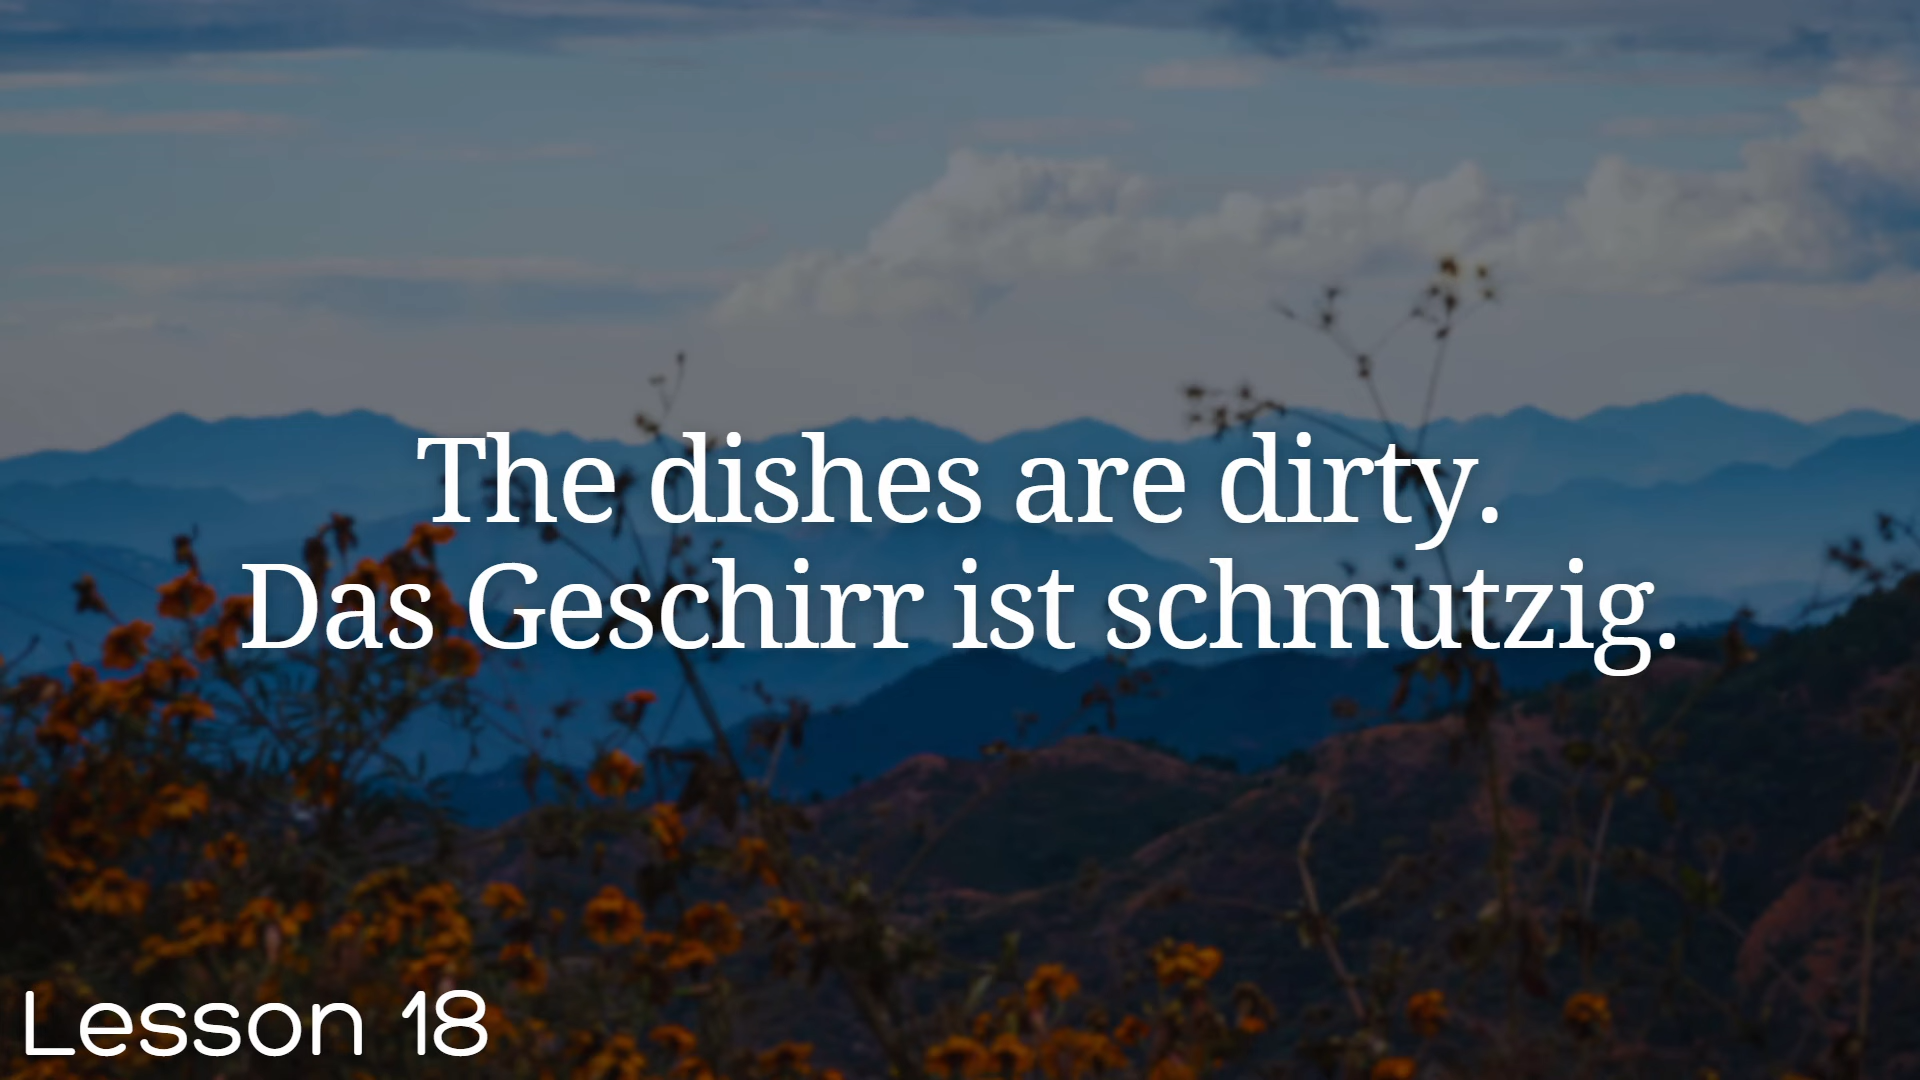 The dishes are dirty.
Das Geschirr ist schmutzig.
Lesson 18